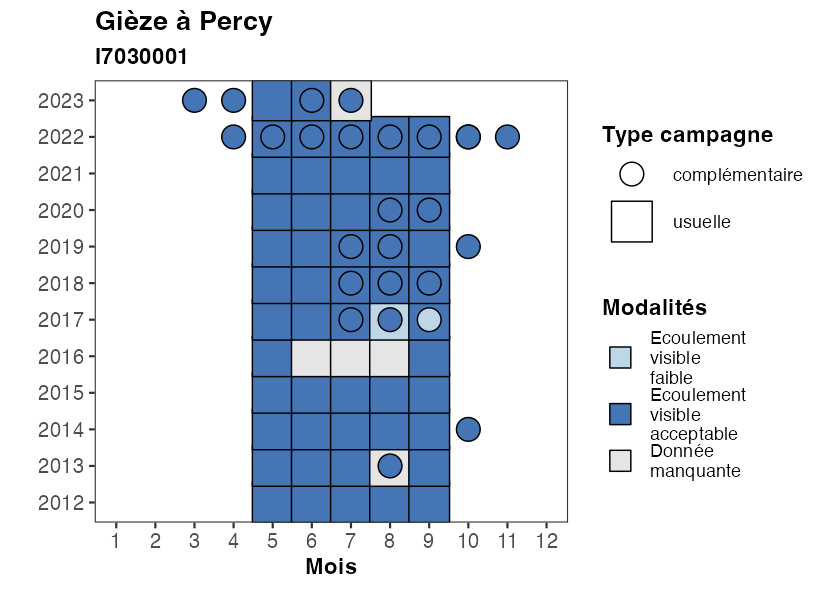 Gièze à Percy
I7030001
2023
2022
2021
2020
2019
2018
2017
2016
2015
2014
2013
2012
1 2 3 4 5 6 7 8 9 10 11 12
Mois
Type campagne
complémentaire
usuelle
Modalités
Ecoulement
visible
faible
Ecoulement
visible
acceptable
Donnée
manquante